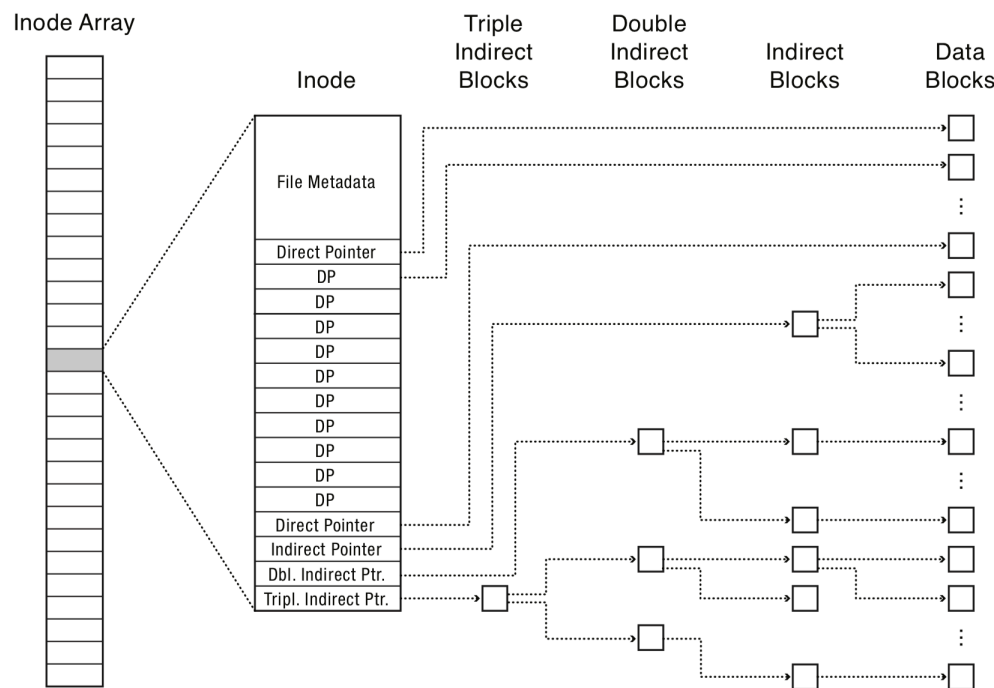 Inode Array
Inode
Triple
Indirect
Blocks
Double
Indirect
Blocks
Indirect
Blocks
Data
Blocks
File Metadata
Direct Pointer
DP
DP
DP
DP
DP
DP
DP
DP
DP
DP
Direct Pointer
Indirect Pointer
Dbl. Indirect Ptr.
Tripl. Indirect Ptr.